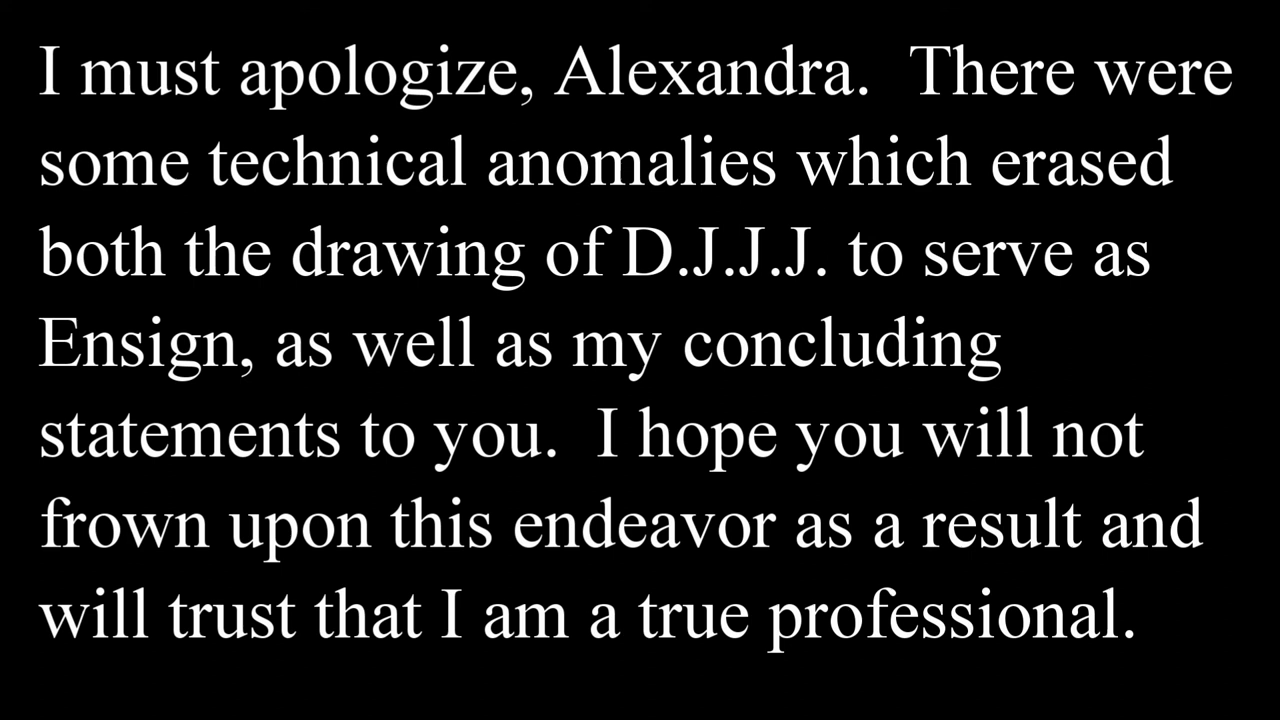 I must apologize, Alexandra.  There were
some technical anomalies which erased
both the drawing of D.J.J.J. to serve as
Ensign, as well as my concluding
statements to you.  I hope you will not
frown upon this endeavor as a result and
will trust that I am a true professional.